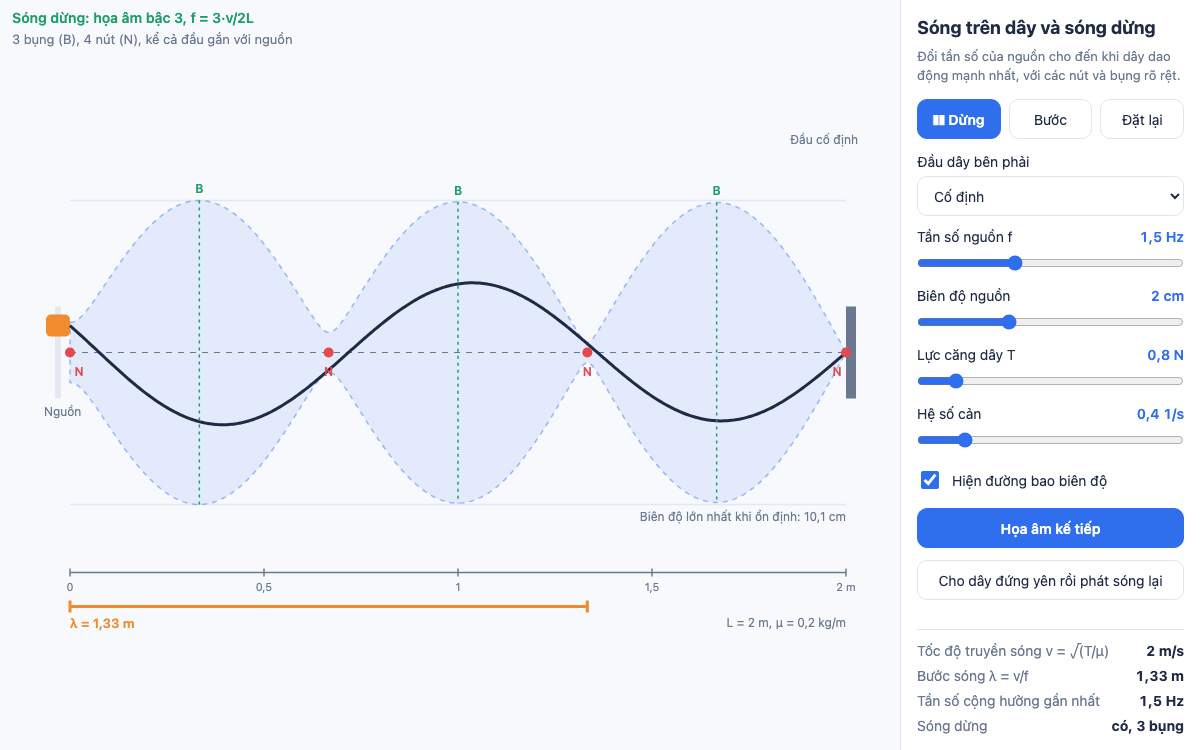 Sóng dừng: họa âm bậc 3, f = 3·v/2L
3 bụng (B), 4 nút (N), kể cả đầu gắn với nguồn
Đầu cố định
B
B
B
N
N
N
N
Nguồn
Biên độ lớn nhất khi ổn định: 10,1 cm
0
0,5
1
1,5
2 m
λ = 1,33 m
L = 2 m, μ = 0,2 kg/m
Sóng trên dây và sóng dừng
Đổi tần số của nguồn cho đến khi dây dao
động mạnh nhất, với các nút và bụng rõ rệt.
Dừng
Bước
Đặt lại
Đầu dây bên phải
Cố định
Tần số nguồn f 1,5 Hz
Biên độ nguồn 2 cm
Lực căng dây T 0,8 N
Hệ số cản 0,4 1/s
Hiện đường bao biên độ
Họa âm kế tiếp
Cho dây đứng yên rồi phát sóng lại
Tốc độ truyền sóng v = √(T/μ) 2 m/s
Bước sóng λ = v/f 1,33 m
Tần số cộng hưởng gần nhất 1,5 Hz
Sóng dừng có, 3 bụng